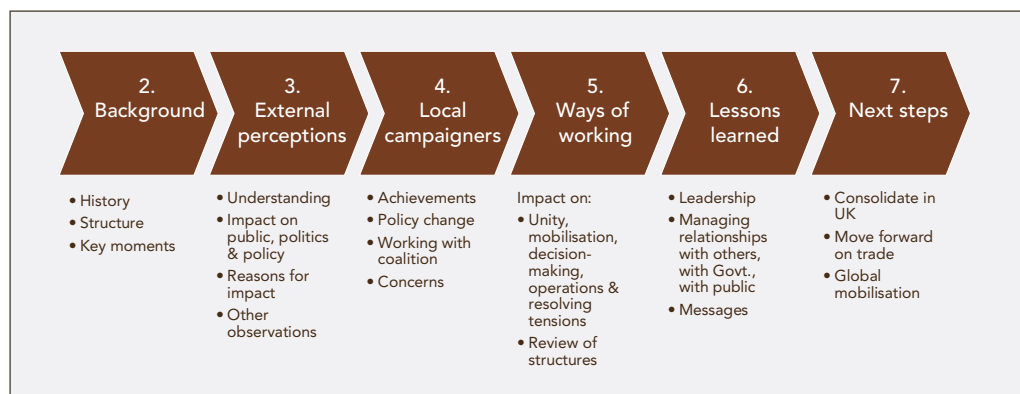 2.
Background
3.
External
perceptions
4.
Local
campaigners
5.
Ways of
working
6.
Lessons
learned
7.
Next steps
• History
• Structure
• Key moments
• Understanding
• Impact on
public, politics
& policy
• Reasons for
impact
• Other
observations
• Achievements
• Policy change
• Working with
coalition
• Concerns
Impact on:
• Unity,
mobilisation,
decision-
making,
operations &
resolving
tensions
• Review of
structures
• Leadership
• Managing
relationships
with others,
with Govt.,
with public
• Messages
• Consolidate in
UK
• Move forward
on trade
• Global
mobilisation